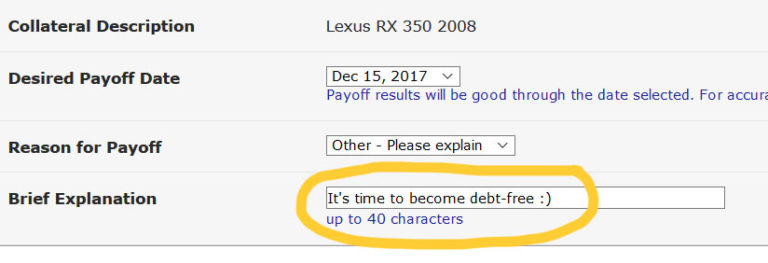 Collateral Description Lexus RX 350 2008
Desired Payoff Date Dec 15, 2017
Payoff results will be good through the date selected. For accura
Reason for Payoff Other - Please explain
Brief Explanation It's time to become debt-free :)
up to 40 characters